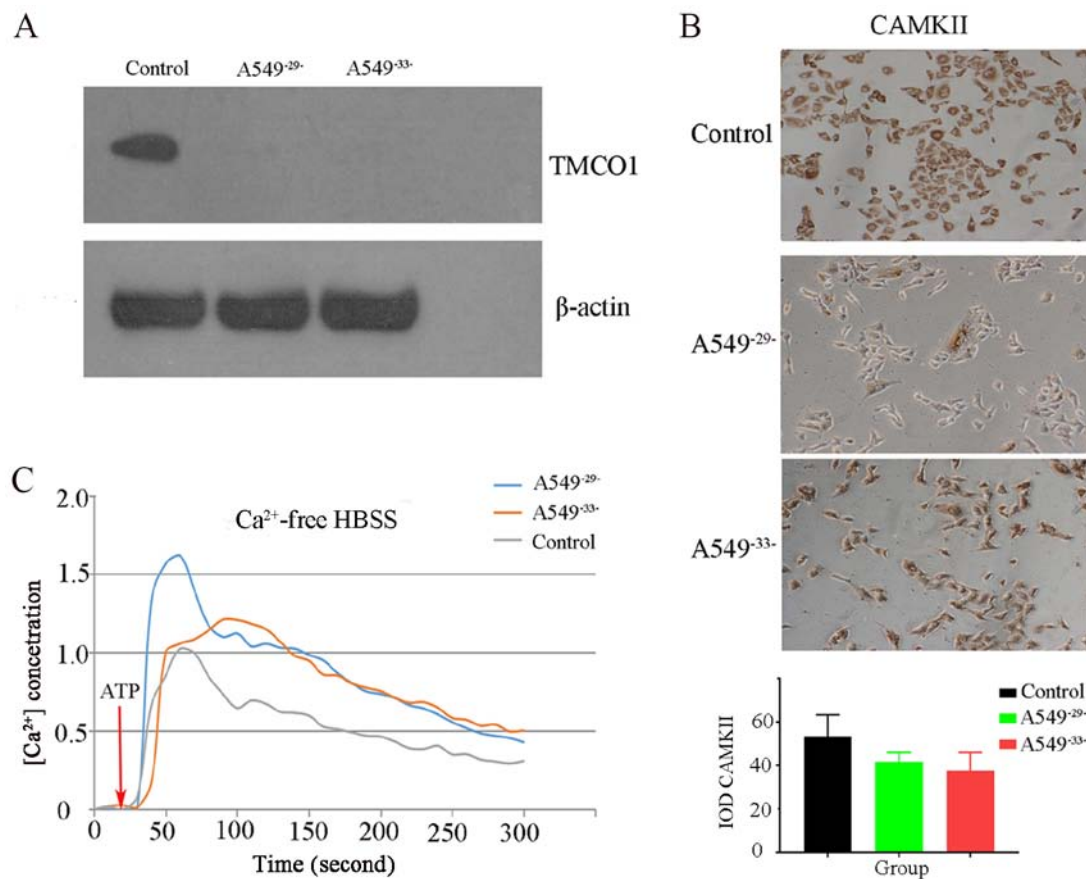 A
Control
A549-29-
A549-33-
TMCO1
β-actin
B
CAMKII
Control
A549-29-
A549-33-
60
40
20
0
IOD CAMKII
Group
Control
A549-29-
A549-33-
C
2.0
1.5
1.0
0.5
0
[Ca2+] concetration
Ca2+-free HBSS
A549-29-
A549-33-
Control
ATP
0
50
100
150
200
250
300
Time (second)